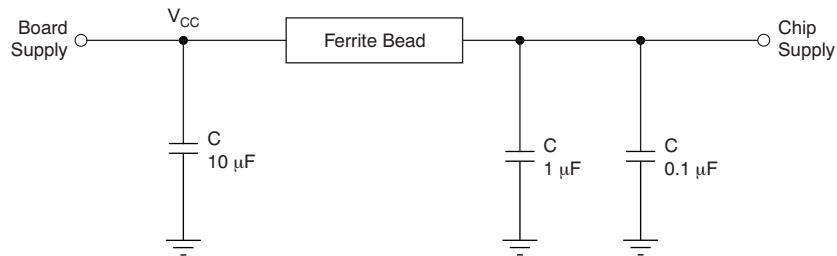 Board
Supply
V_CC
Ferrite Bead
Chip
Supply
C
10 μF
C
1 μF
C
0.1 μF